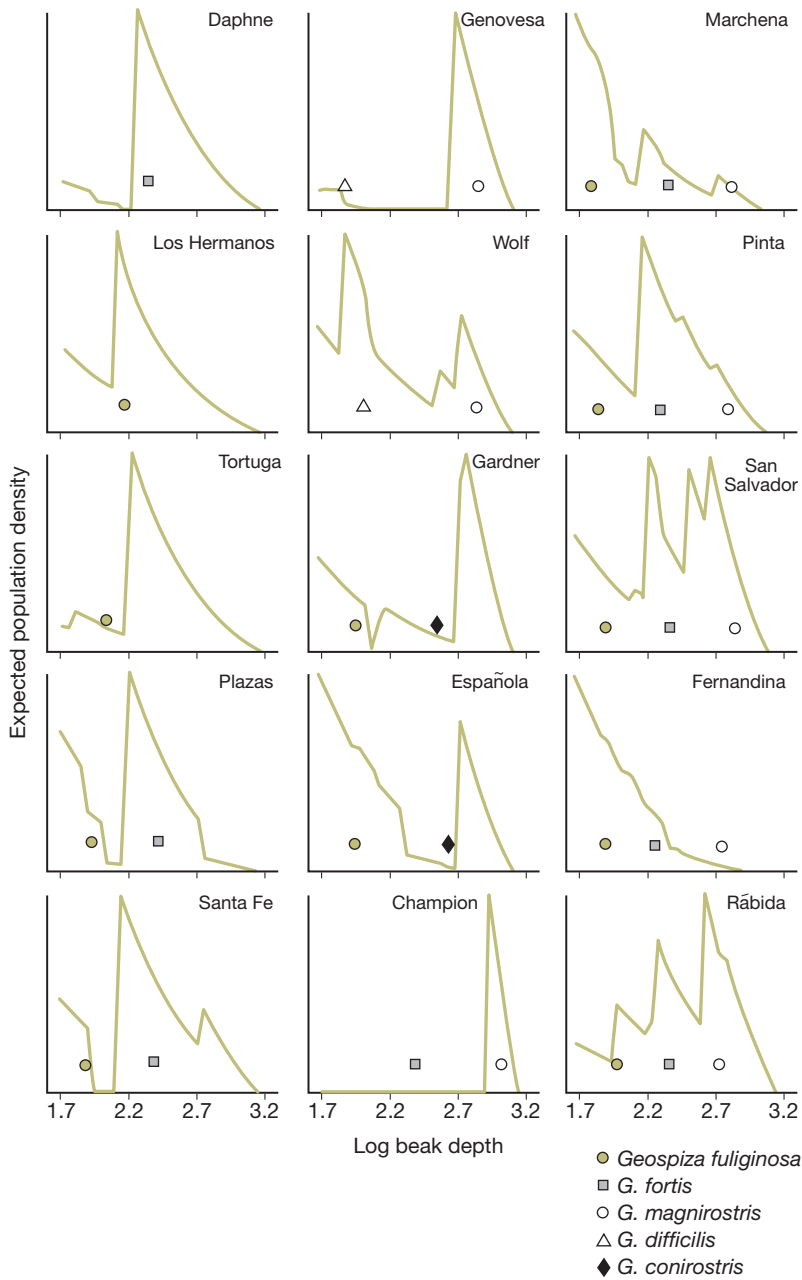 Daphne
Genovesa
Marchena
Los Hermanos
Wolf
Pinta
Tortuga
Gardner
San
Salvador
Plazas
Española
Fernandina
Santa Fe
Champion
Rábida
Expected population density
1.7 2.2 2.7 3.2
1.7 2.2 2.7 3.2
1.7 2.2 2.7 3.2
Log beak depth
Geospiza fuliginosa
G. fortis
G. magnirostris
G. difficilis
G. conirostris